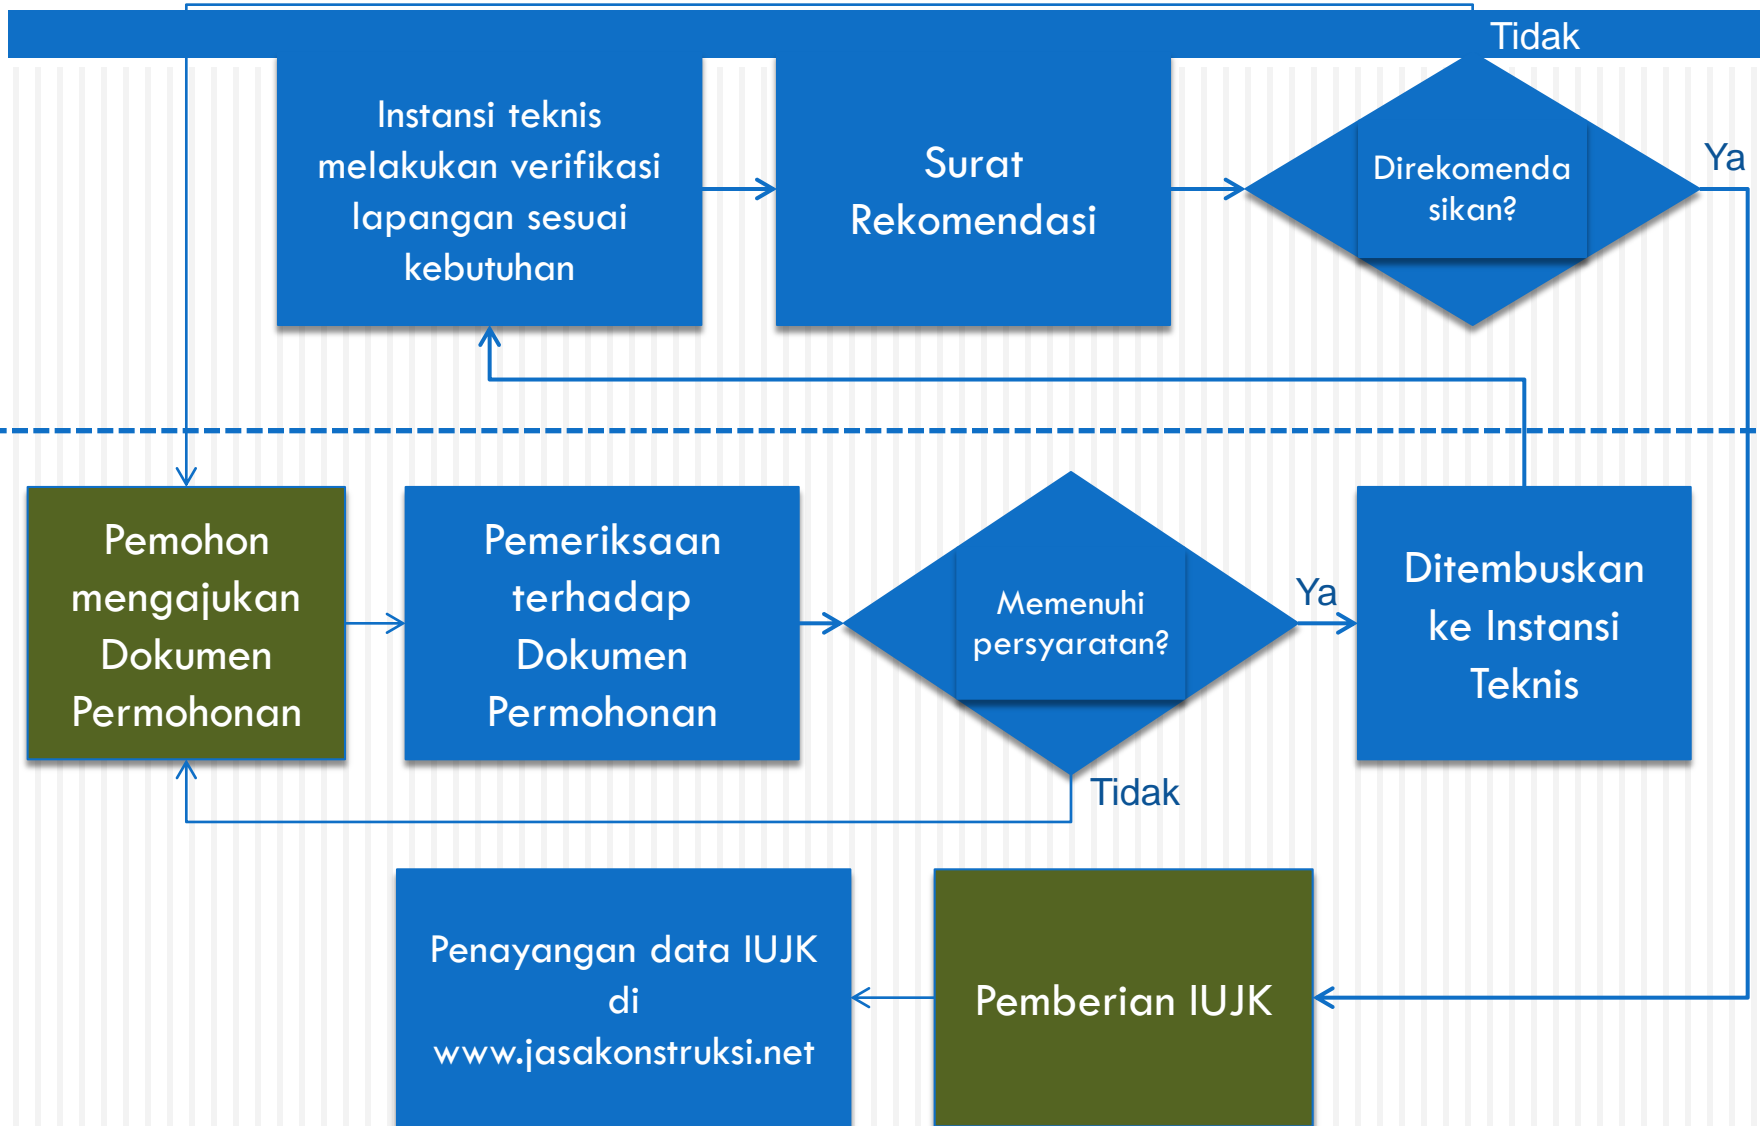 Tidak
Instansi teknis
melakukan verifikasi
lapangan sesuai
kebutuhan
Surat
Rekomendasi
Direkomenda
sikan?
Ya
Pemohon
mengajukan
Dokumen
Permohonan
Pemeriksaan
terhadap
Dokumen
Permohonan
Memenuhi
persyaratan?
Ya
Ditembuskan
ke Instansi
Teknis
Tidak
Penayangan data IUJK
di
www.jasakonstruksi.net
Pemberian IUJK